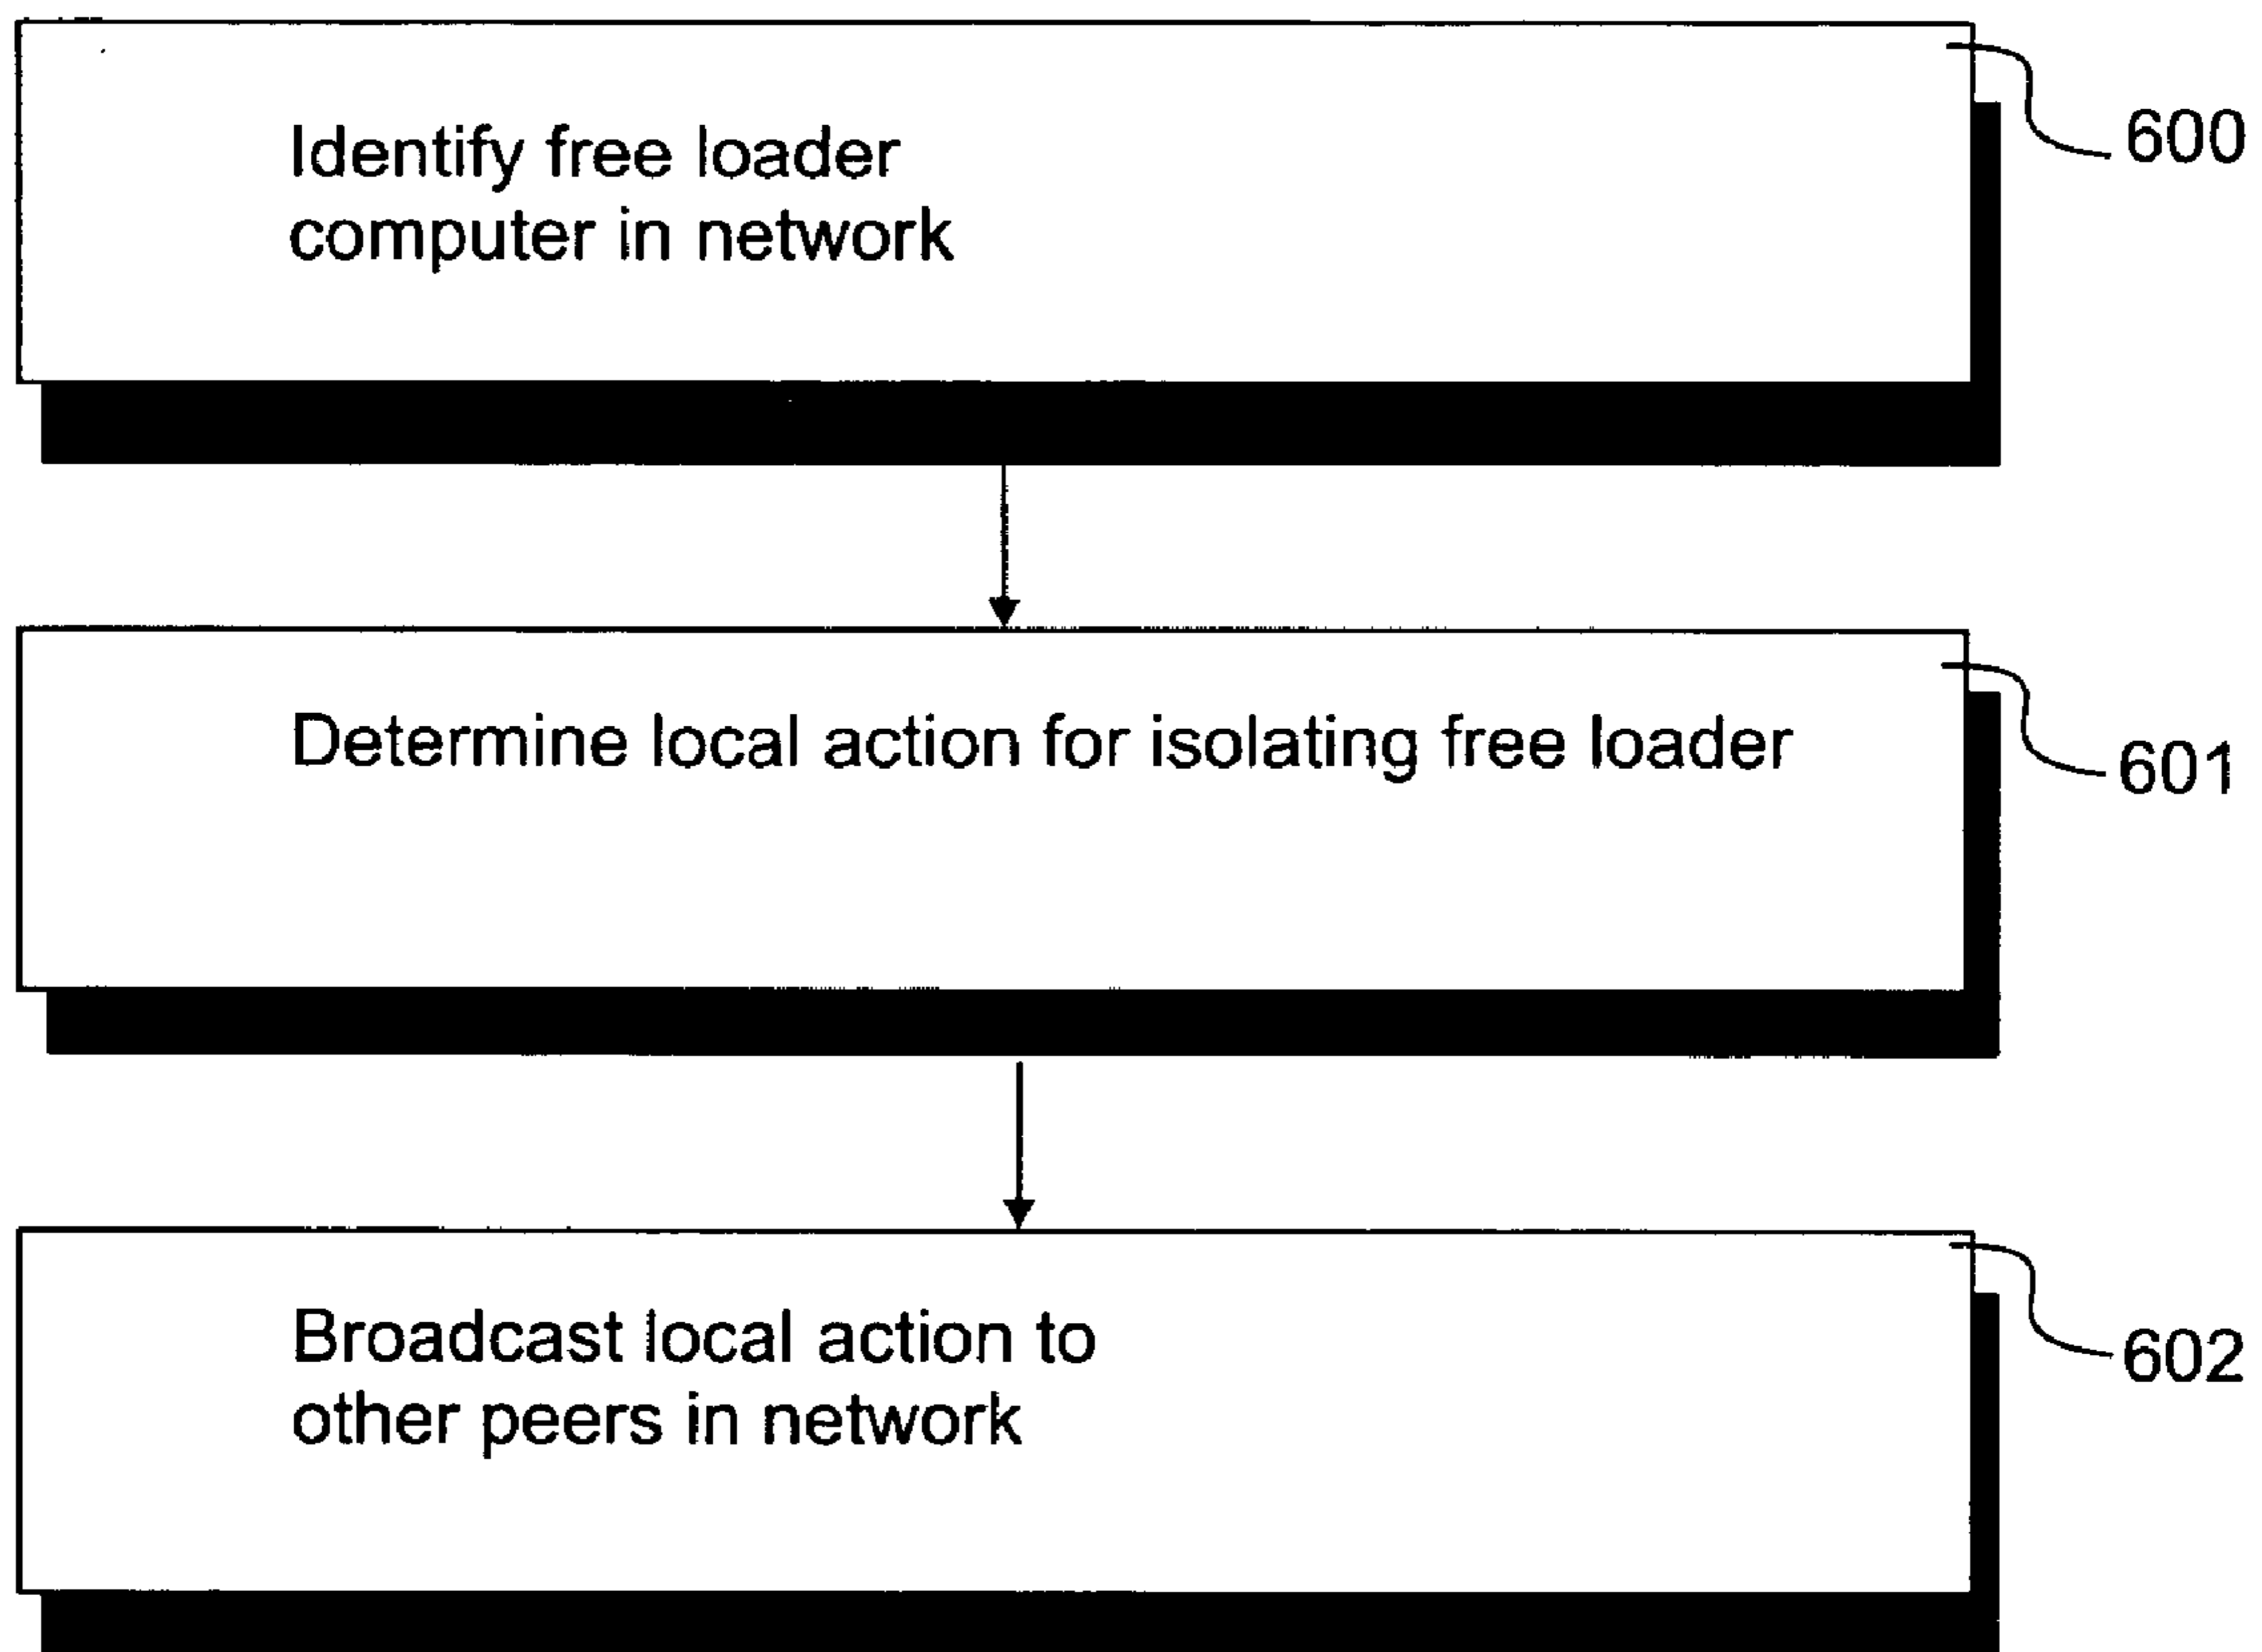 Identify free loader
computer in network
600
Determine local action for isolating free loader
601
Broadcast local action to
other peers in network
602